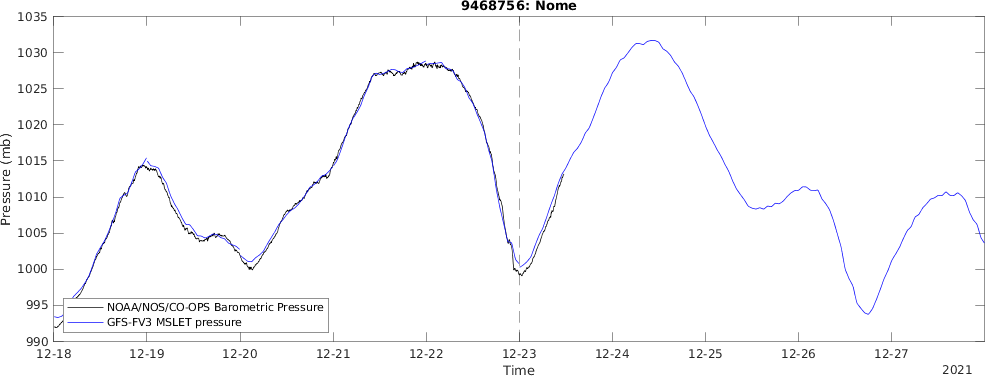 9468756: Nome
1035
1030
1025
1020
1015
1010
1005
1000
995
990
Pressure (mb)
NOAA/NOS/CO-OPS Barometric Pressure
GFS-FV3 MSLET pressure
12-18 12-19 12-20 12-21 12-22 12-23 12-24 12-25 12-26 12-27
Time
2021